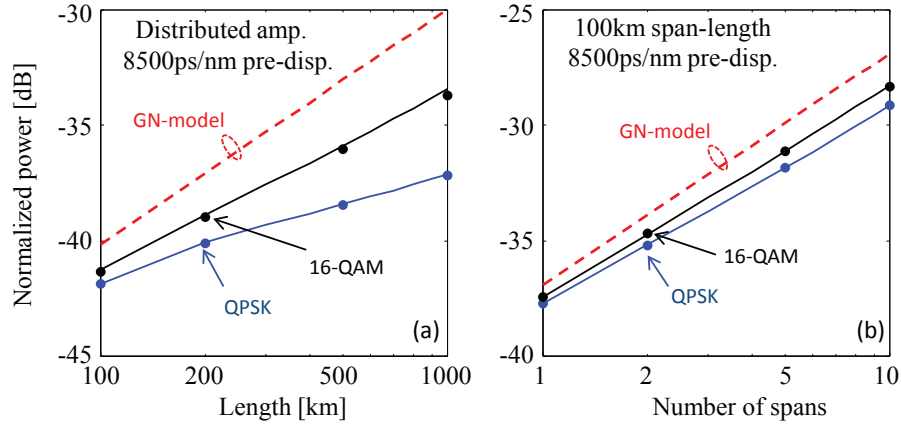 Normalized power [dB]
-30
-35
-40
-45
Distributed amp.
8500ps/nm pre-disp.
GN-model
16-QAM
QPSK
(a)
100
200
500
1000
Length [km]
-25
-30
-35
-40
100km span-length
8500ps/nm pre-disp.
GN-model
16-QAM
QPSK
(b)
1
2
5
10
Number of spans